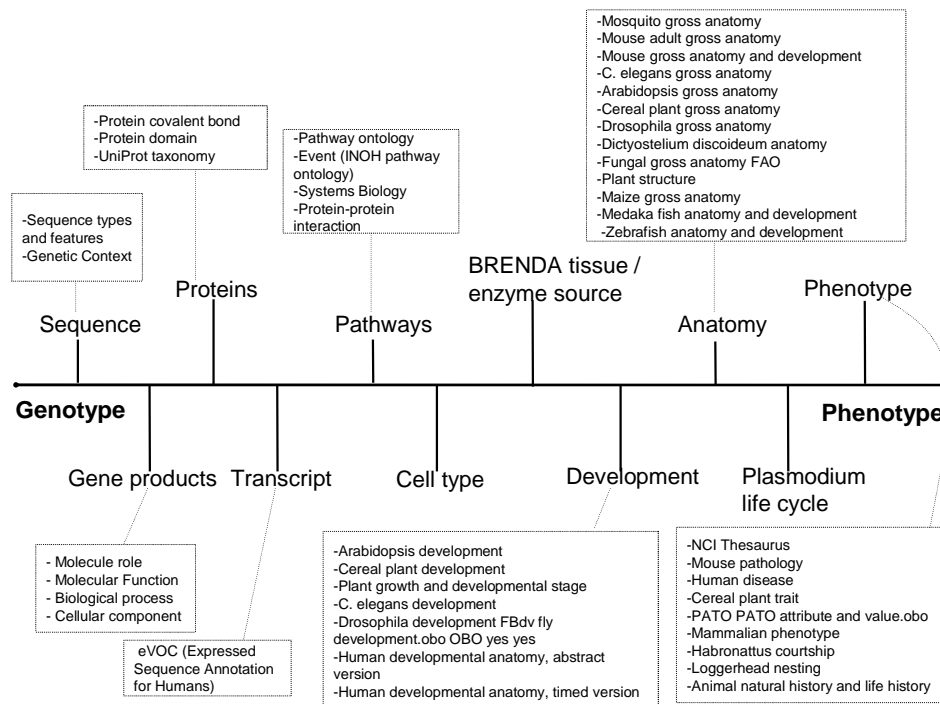 -Mosquito gross anatomy
-Mouse adult gross anatomy
-Mouse gross anatomy and development
-C. elegans gross anatomy
-Arabidopsis gross anatomy
-Cereal plant gross anatomy
-Drosophila gross anatomy
-Dictyostelium discoideum anatomy
-Fungal gross anatomy FAO
-Plant structure
-Maize gross anatomy
-Medaka fish anatomy and development
-Zebrafish anatomy and development
-Protein covalent bond
-Protein domain
-UniProt taxonomy
-Pathway ontology
-Event (INOH pathway
ontology)
-Systems Biology
-Protein-protein
interaction
-Sequence types
and features
-Genetic Context
Sequence
Proteins
Pathways
BRENDA tissue /
enzyme source
Anatomy
Phenotype
Genotype
Phenotype
Gene products
Transcript
Cell type
Development
Plasmodium
life cycle
- Molecule role
- Molecular Function
- Biological process
- Cellular component
eVOC (Expressed
Sequence Annotation
for Humans)
-Arabidopsis development
-Cereal plant development
-Plant growth and developmental stage
-C. elegans development
-Drosophila development FBdv fly
development.obo OBO yes yes
-Human developmental anatomy, abstract
version
-Human developmental anatomy, timed version
-NCI Thesaurus
-Mouse pathology
-Human disease
-Cereal plant trait
-PATO PATO attribute and value.obo
-Mammalian phenotype
-Habronattus courtship
-Loggerhead nesting
-Animal natural history and life history